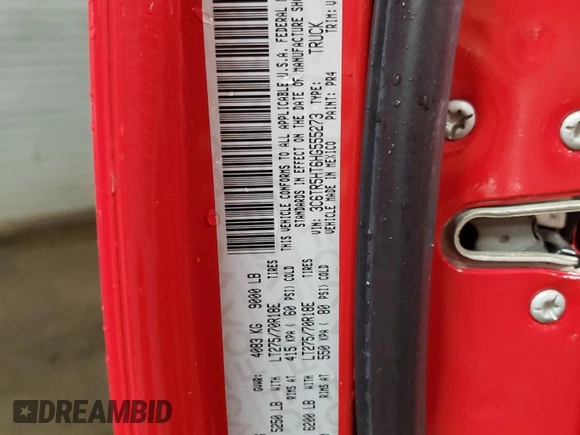 GVWR: 4083 KG 9000 LB
5250 LB WITH LT275/70R18E TIRES
RIMS AT 415 KPA ( 60 PSI) COLD
6200 LB WITH LT275/70R18E TIRES
RIMS AT 550 KPA ( 80 PSI) COLD
THIS VEHICLE CONFORMS TO ALL APPLICABLE U.S.A. FEDERAL
STANDARDS IN EFFECT ON THE DATE OF MANUFACTURE
VIN: 3C6TR5HT6HG555273 TYPE: TRUCK
VEHICLE MADE IN MEXICO PAINT: PR4 TRIM:
DREAMBID